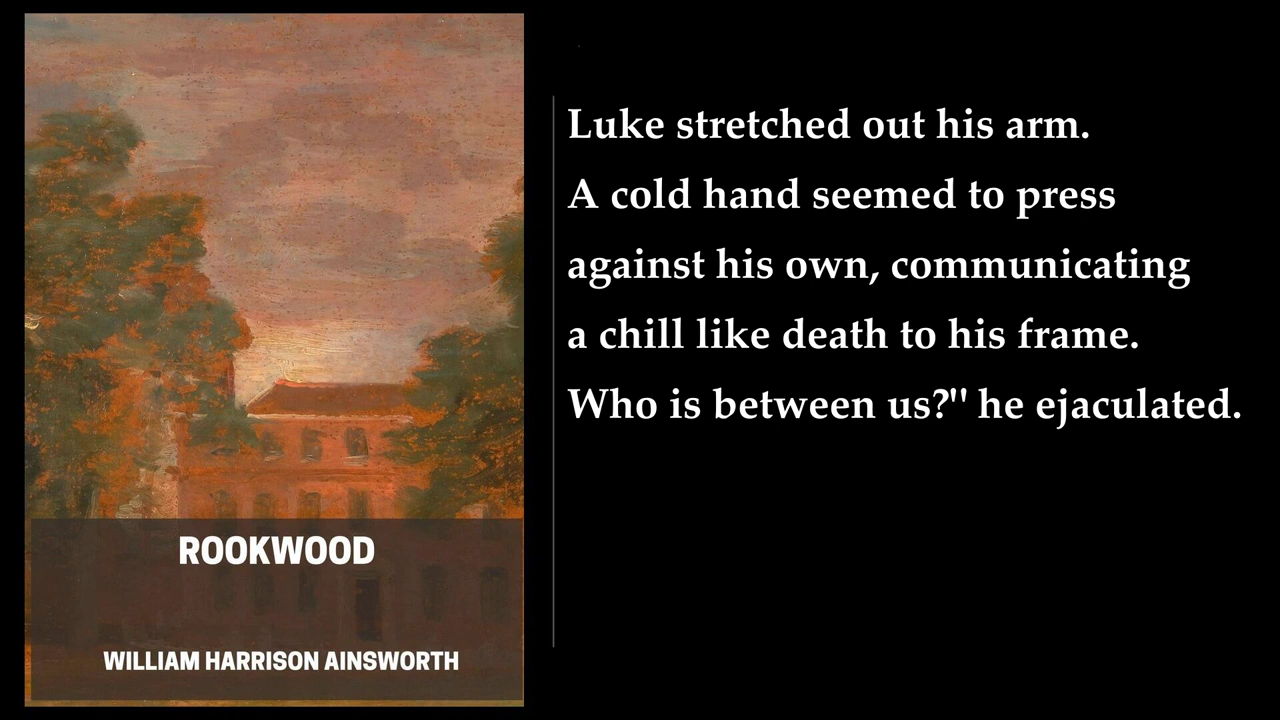 ROOKWOOD
WILLIAM HARRISON AINSWORTH
Luke stretched out his arm.
A cold hand seemed to press
against his own, communicating
a chill like death to his frame.
Who is between us?" he ejaculated.